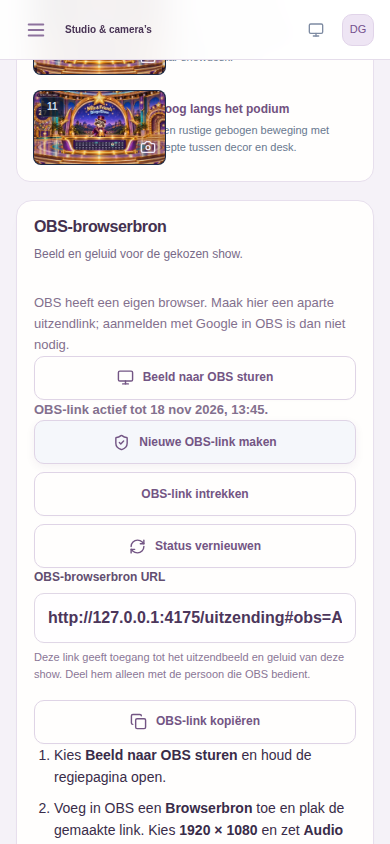 Studio & camera's
DG
11
oog langs het podium
en rustige gebogen beweging met
epte tussen decor en desk.
OBS-browserbron
Beeld en geluid voor de gekozen show.
OBS heeft een eigen browser. Maak hier een aparte
uitzendlink; aanmelden met Google in OBS is dan niet
nodig.
Beeld naar OBS sturen
OBS-link actief tot 18 nov 2026, 13:45.
Nieuwe OBS-link maken
OBS-link intrekken
Status vernieuwen
OBS-browserbron URL
http://127.0.0.1:4175/uitzending#obs=A
Deze link geeft toegang tot het uitzendbeeld en geluid van deze
show. Deel hem alleen met de persoon die OBS bedient.
OBS-link kopiëren
1. Kies Beeld naar OBS sturen en houd de
regiepagina open.
2. Voeg in OBS een Browserbron toe en plak de
gemaakte link. Kies 1920 × 1080 en zet Audio